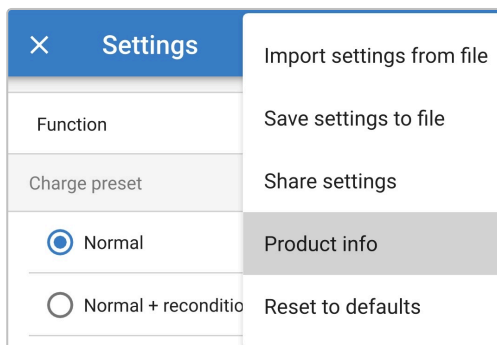 Settings
Import settings from file
Function
Save settings to file
Charge preset
Share settings
Normal
Product info
Normal + reconditio
Reset to defaults